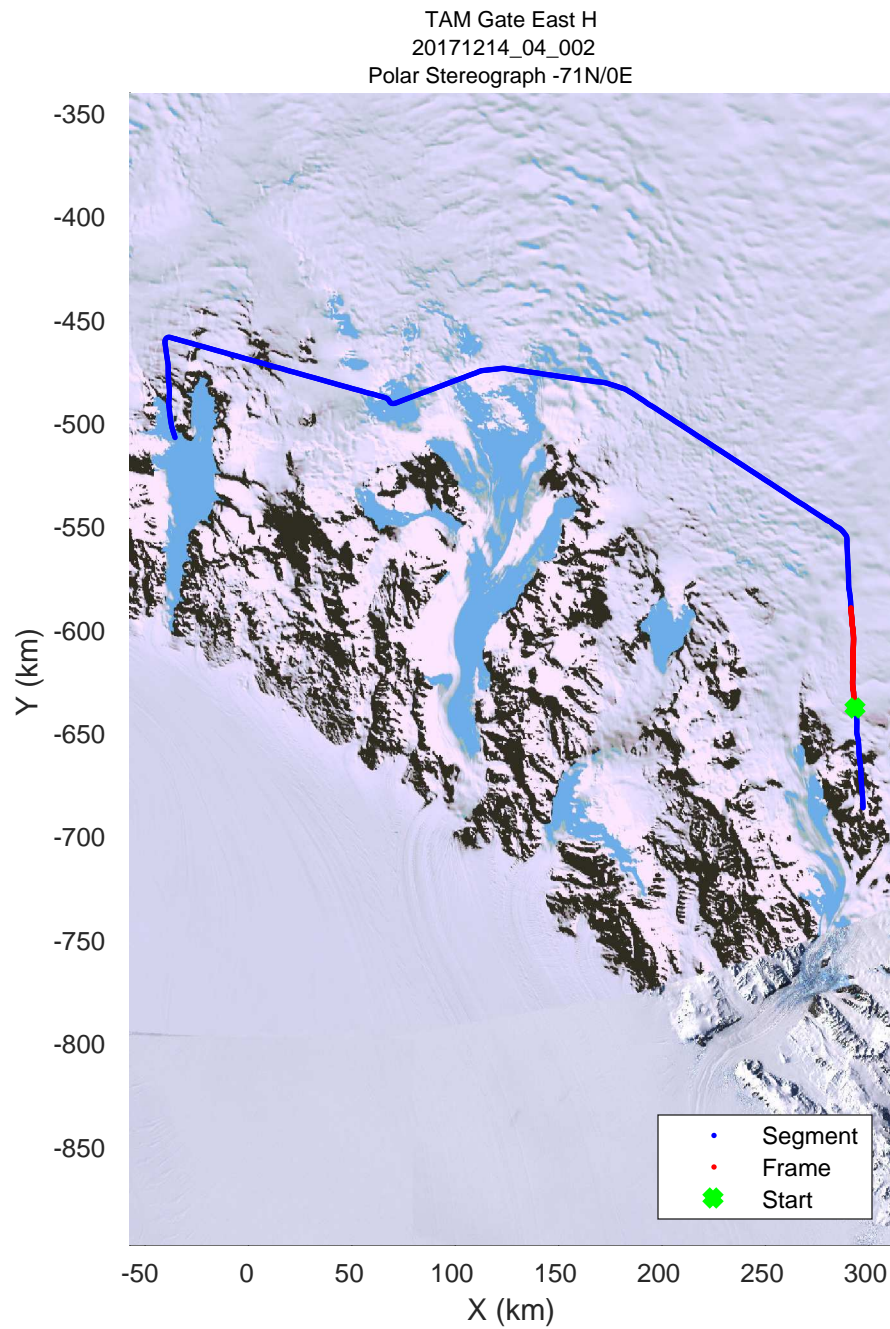 TAM Gate East H
20171214_04_002
Polar Stereograph -71N/0E
-350
-400
-450
-500
-550
-600
-650
-700
-750
-800
-850
Y (km)
Segment
Frame
Start
-50 0 50 100 150 200 250 300
X (km)